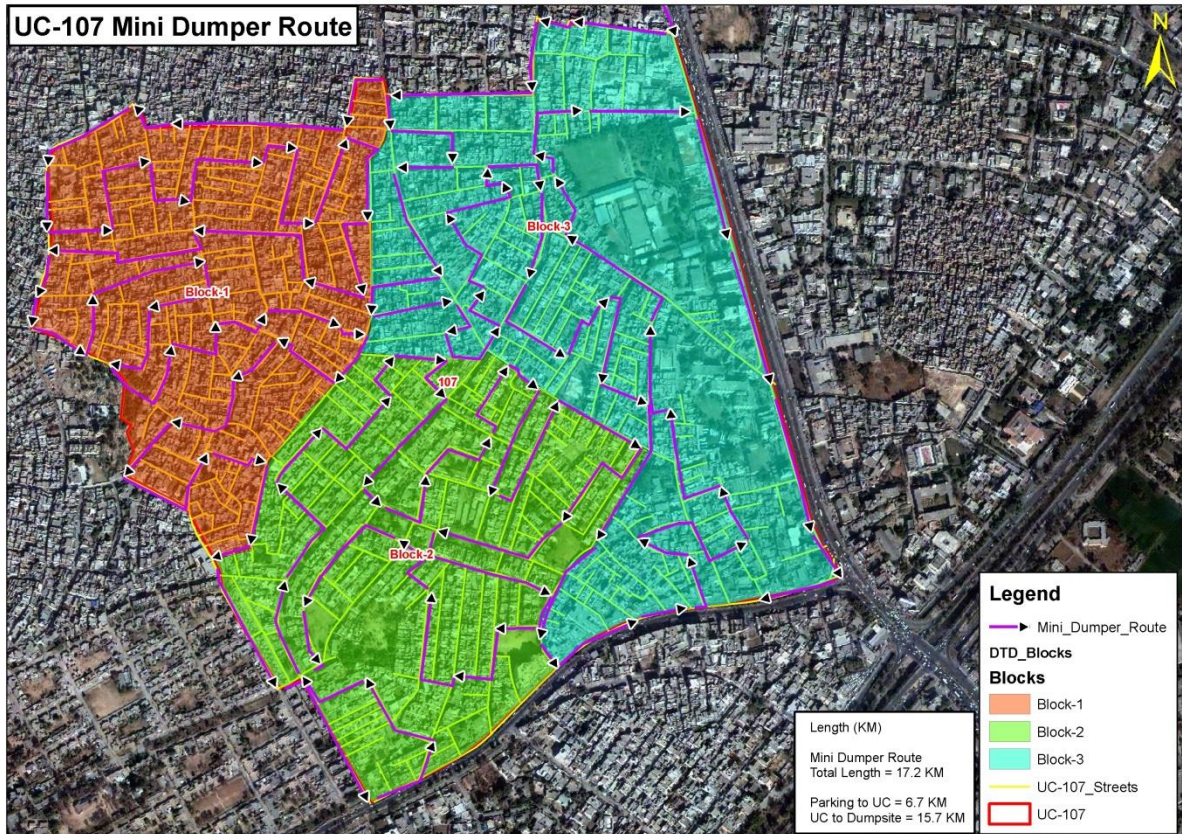 UC-107 Mini Dumper Route
N
Block-3
Block-1
107
Block-2
Legend
Mini_Dumper_Route
DTD_Blocks
Blocks
Block-1
Block-2
Block-3
UC-107_Streets
UC-107
Length (KM)
Mini Dumper Route
Total Length = 17.2 KM
Parking to UC = 6.7 KM
UC to Dumpsite = 15.7 KM